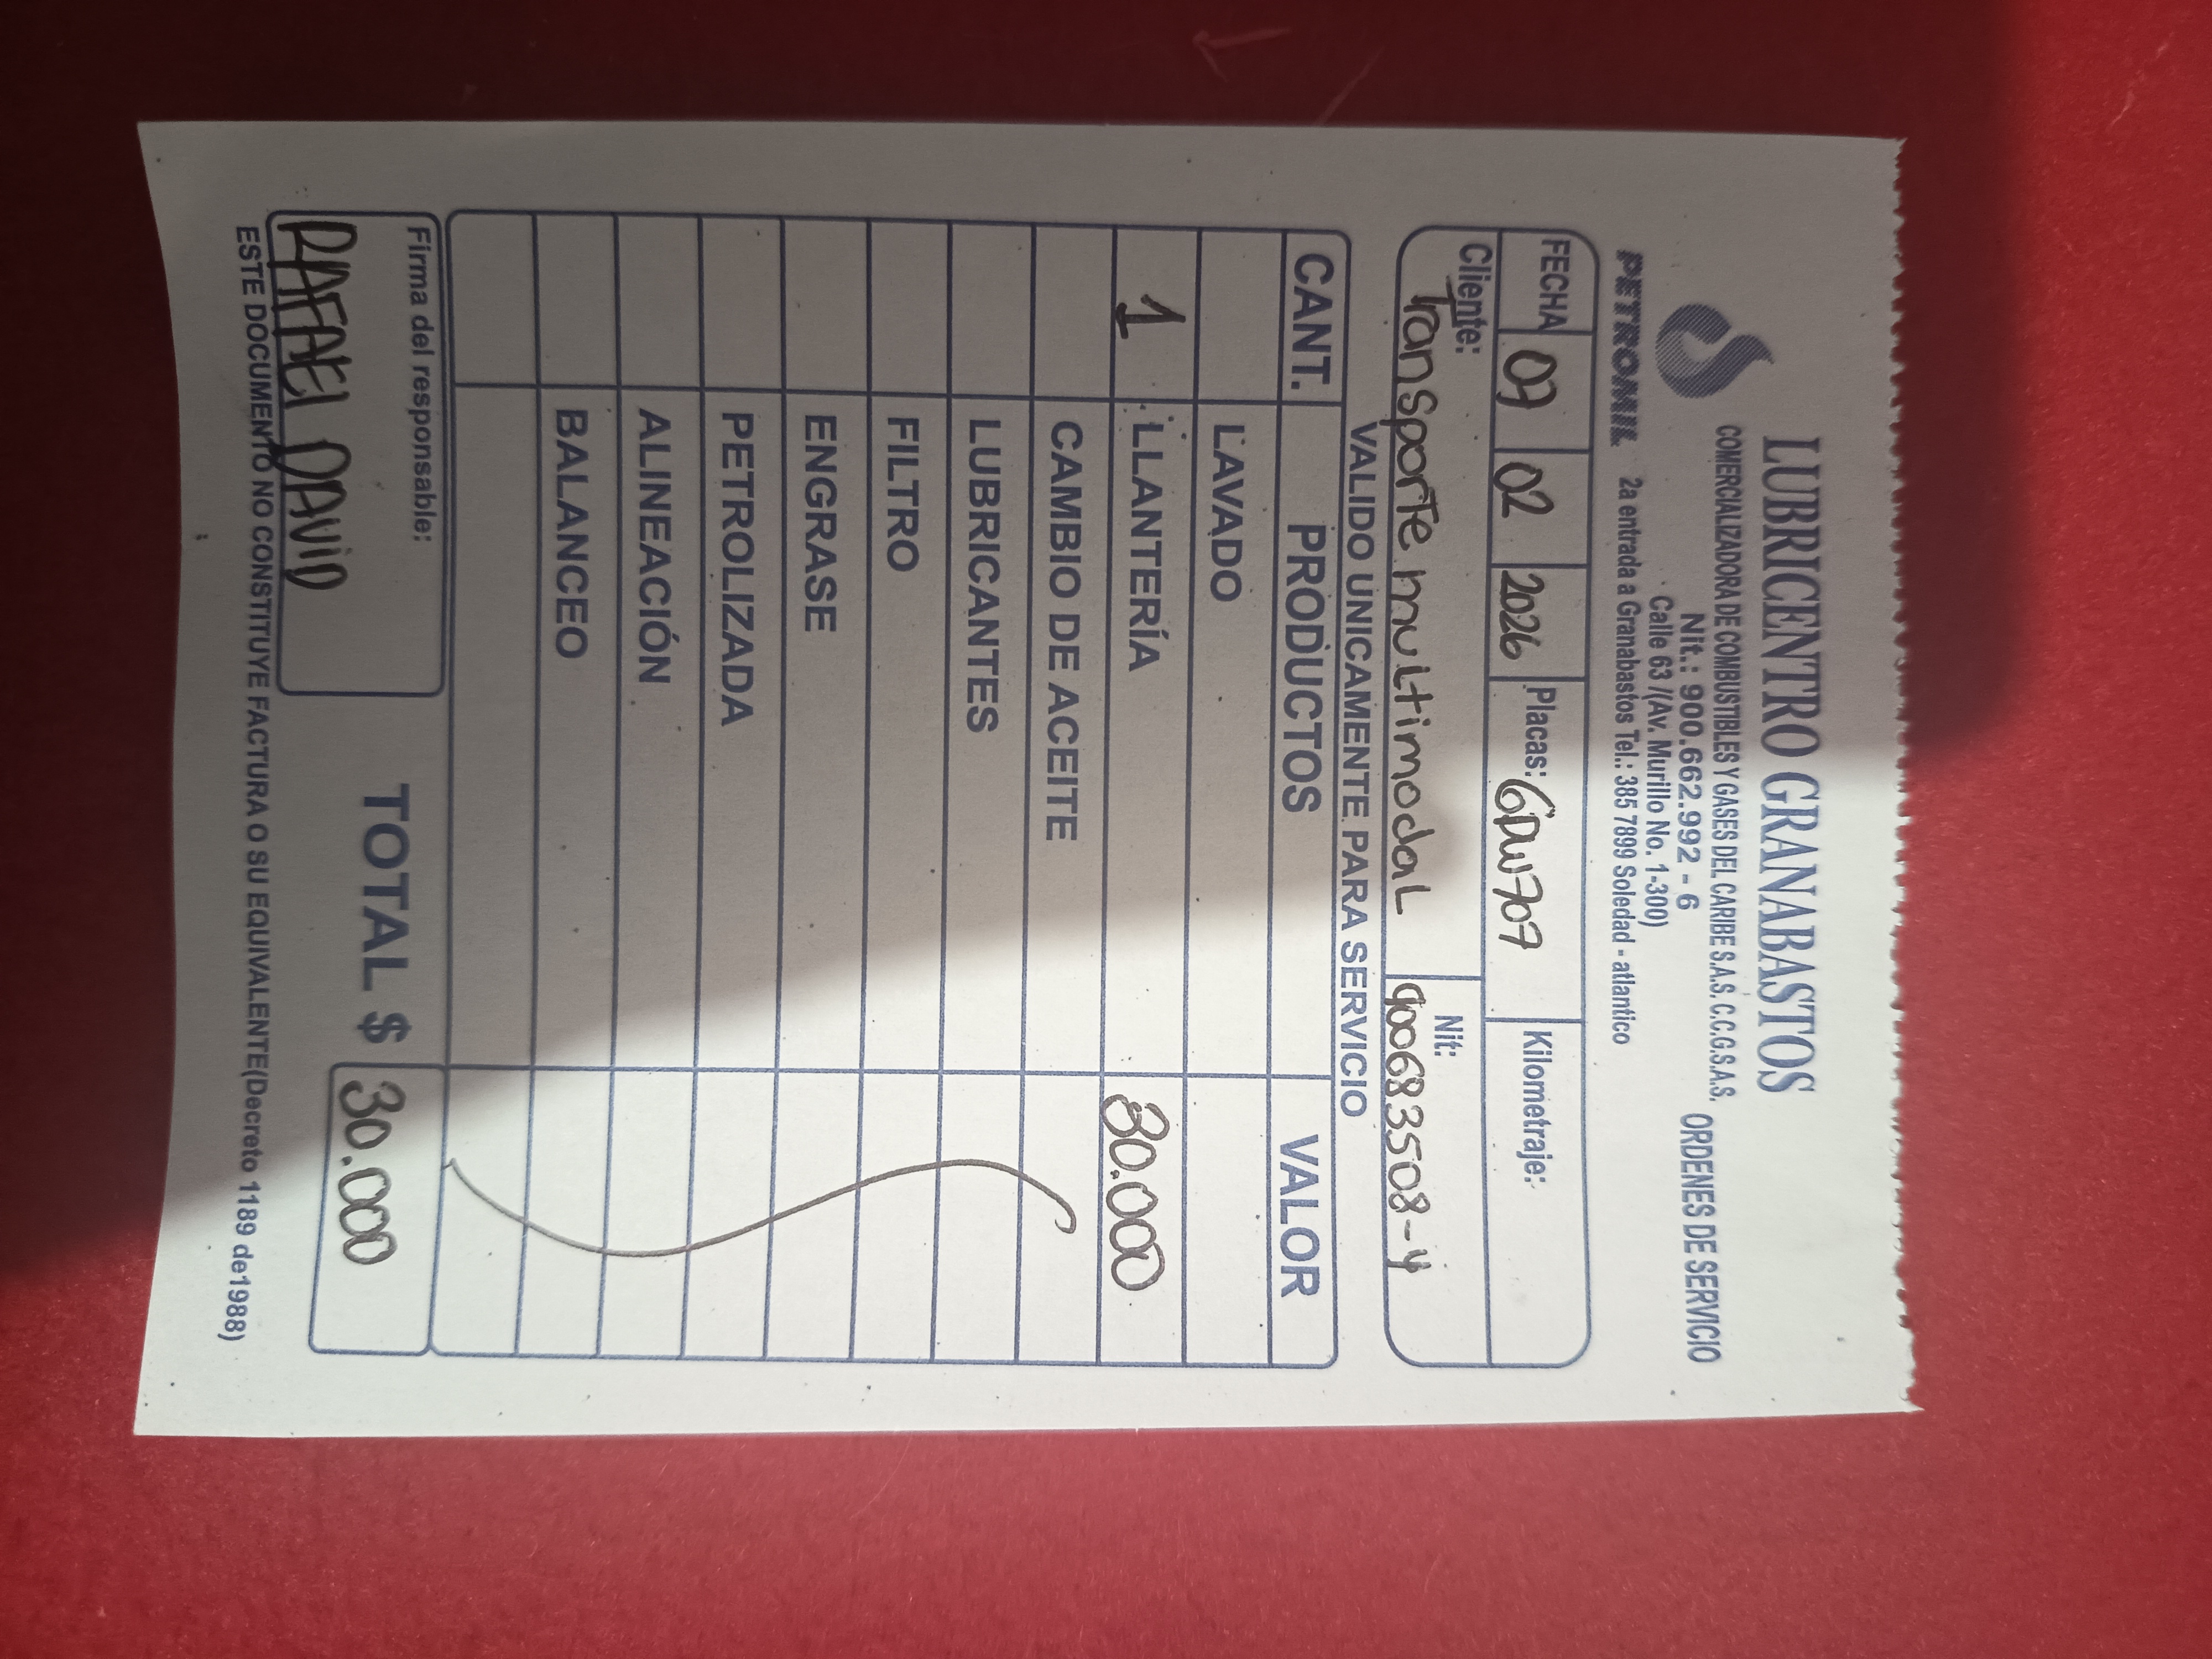 LUBRICENTRO GRANABASTOS
COMERCIALIZADORA DE COMBUSTIBLES Y GASES DEL CARIBE S.A.S. C.C.G.S.A.S.
Nit.: 900.662.992 - 6
ORDENES DE SERVICIO
Calle 63 /(Av. Murillo No. 1-300)
PETROMIL 2a entrada a Granabastos Tel.: 385 7899 Soledad - atlantico
FECHA 07 02 2026 Placas: GDW707 Kilometraje:
Cliente: Transporte multimodal Nit: 900683508-4
VALIDO UNICAMENTE PARA SERVICIO
CANT. PRODUCTOS VALOR
LAVADO
1 LLANTERÍA 30.000
CAMBIO DE ACEITE
LUBRICANTES
FILTRO
ENGRASE
PETROLIZADA
ALINEACIÓN
BALANCEO
Firma del responsable:
RAFAEL DAVID
TOTAL $ 30.000
ESTE DOCUMENTO NO CONSTITUYE FACTURA O SU EQUIVALENTE(Decreto 1189 de1988)